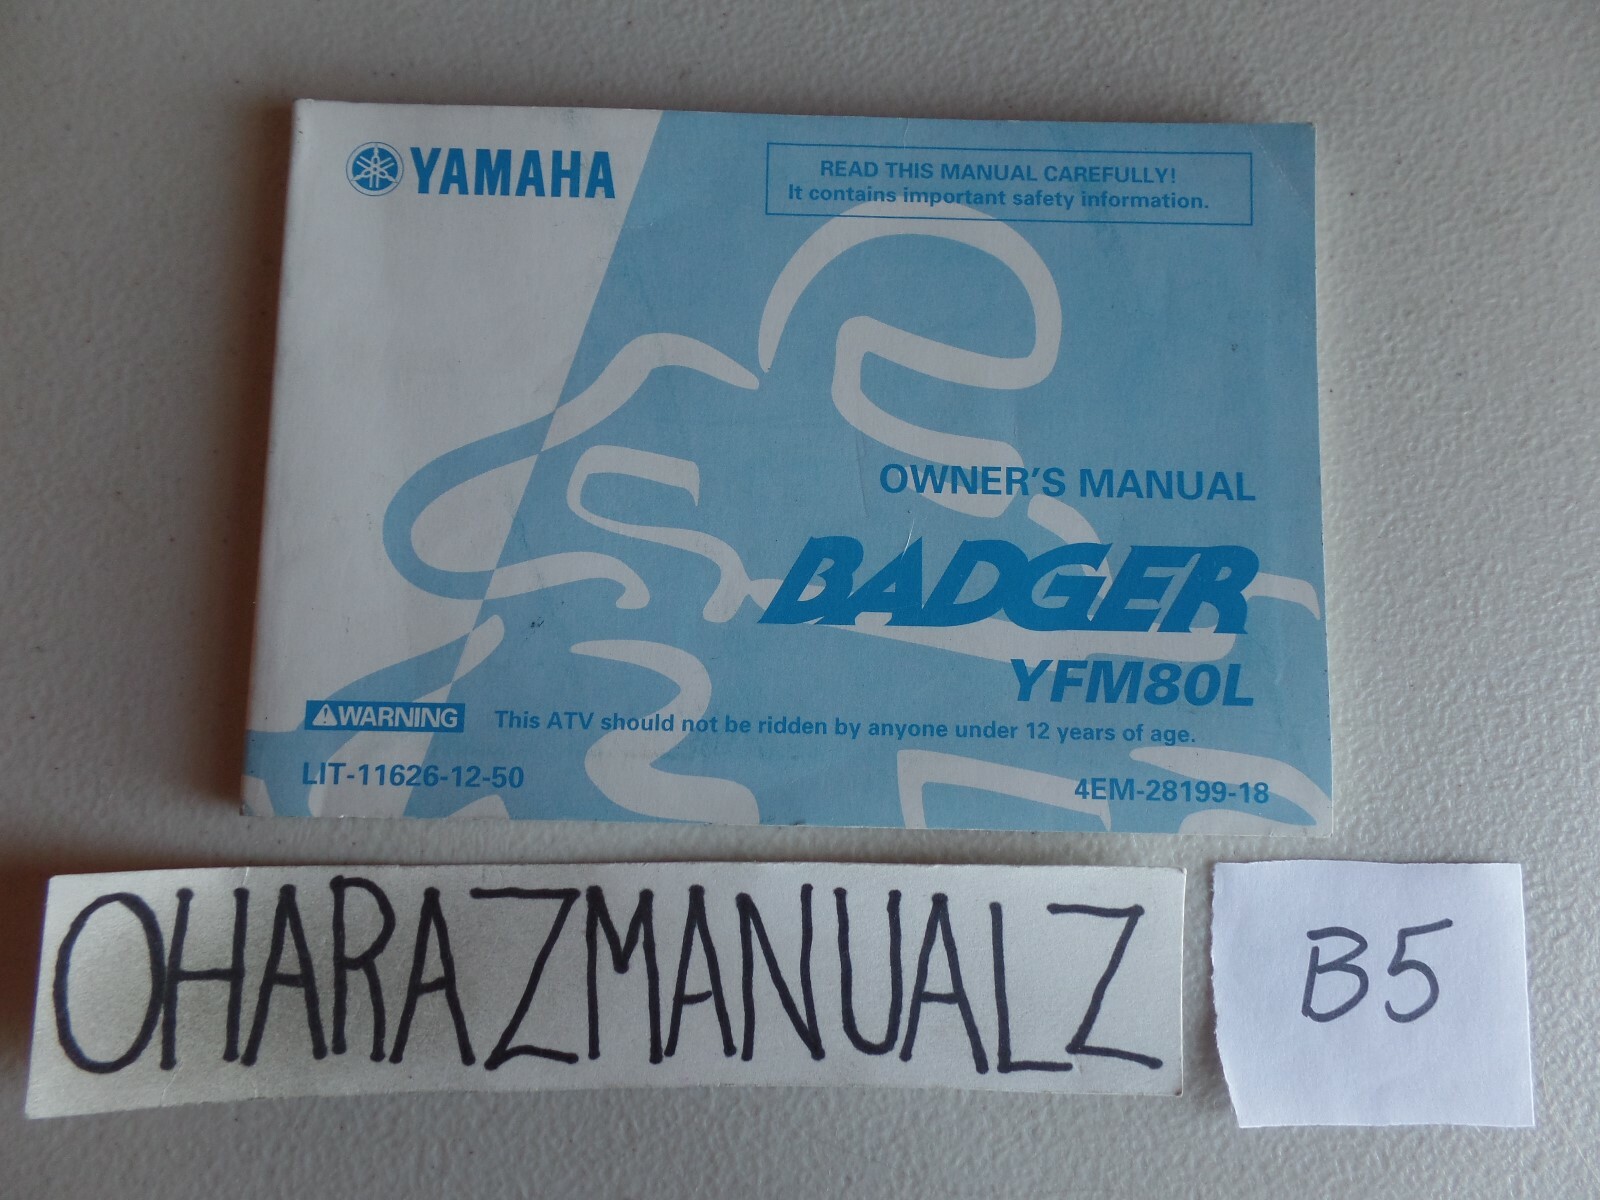 YAMAHA
READ THIS MANUAL CAREFULLY!
It contains important safety information.
OWNER'S MANUAL
BADGER
YFM80L
WARNING This ATV should not be ridden by anyone under 12 years of age.
LIT-11626-12-50
4EM-28199-18
OHARAZMANUALZ
B5